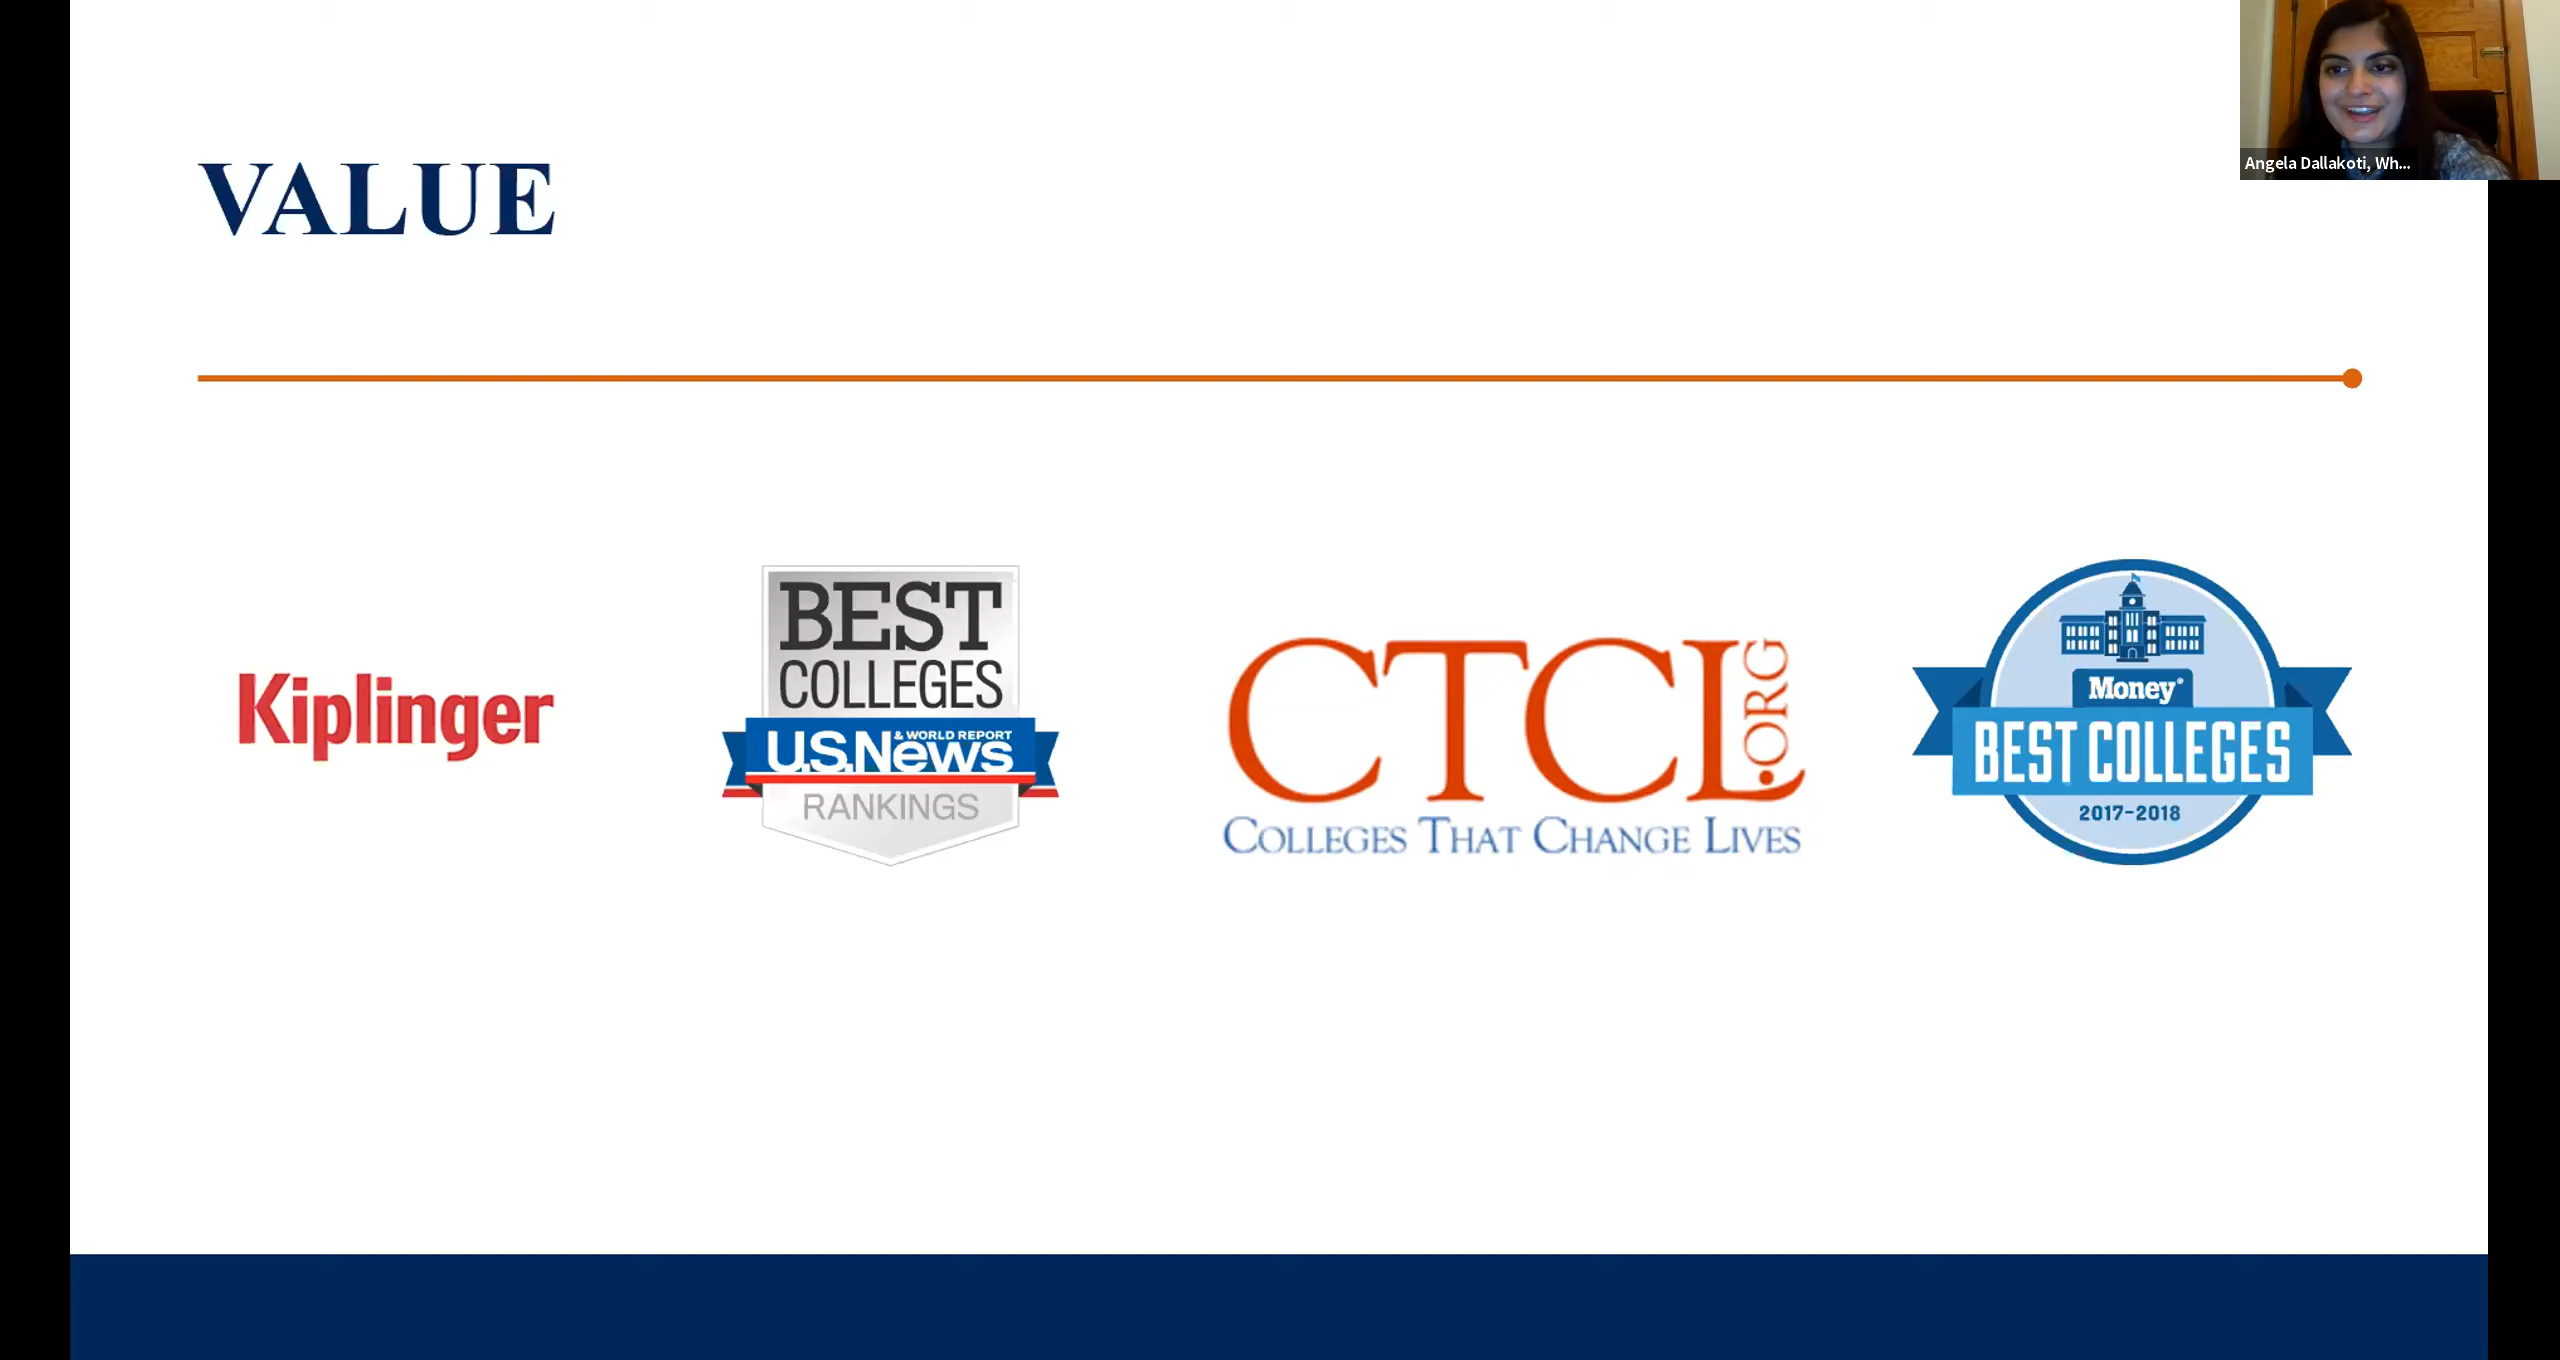 Angela Dallakoti, Wh...
VALUE
Kiplinger
BEST
COLLEGES
U.S.News
& WORLD REPORT
RANKINGS
CTCL
.ORG
COLLEGES THAT CHANGE LIVES
Money®
BEST COLLEGES
2017-2018